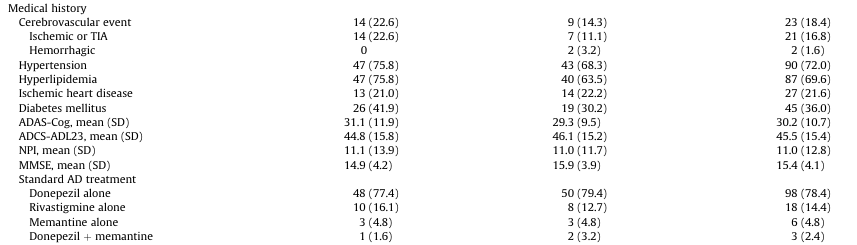 Medical history
Cerebrovascular event 14 (22.6) 9 (14.3) 23 (18.4)
Ischemic or TIA 14 (22.6) 7 (11.1) 21 (16.8)
Hemorrhagic 0 2 (3.2) 2 (1.6)
Hypertension 47 (75.8) 43 (68.3) 90 (72.0)
Hyperlipidemia 47 (75.8) 40 (63.5) 87 (69.6)
Ischemic heart disease 13 (21.0) 14 (22.2) 27 (21.6)
Diabetes mellitus 26 (41.9) 19 (30.2) 45 (36.0)
ADAS-Cog, mean (SD) 31.1 (11.9) 29.3 (9.5) 30.2 (10.7)
ADCS-ADL23, mean (SD) 44.8 (15.8) 46.1 (15.2) 45.5 (15.4)
NPI, mean (SD) 11.1 (13.9) 11.0 (11.7) 11.0 (12.8)
MMSE, mean (SD) 14.9 (4.2) 15.9 (3.9) 15.4 (4.1)
Standard AD treatment
Donepezil alone 48 (77.4) 50 (79.4) 98 (78.4)
Rivastigmine alone 10 (16.1) 8 (12.7) 18 (14.4)
Memantine alone 3 (4.8) 3 (4.8) 6 (4.8)
Donepezil + memantine 1 (1.6) 2 (3.2) 3 (2.4)